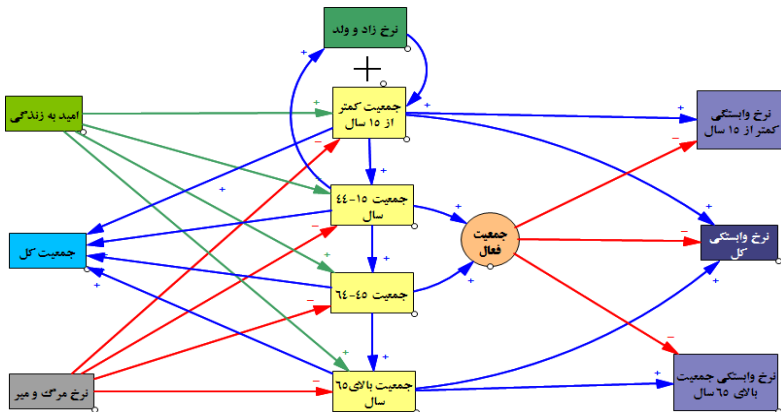 نرخ زاد و ولد
+
+
امید به زندگی
+
جمعیت کمتر
از ۱۵ سال
+
+
نرخ وابستگی
کمتر از ۱۵ سال
−
−
+
+
+
جمعیت ۱۵-۴۴
سال
+
−
+
جمعیت
فعال
−
نرخ وابستگی
کل
جمعیت کل
+
+
جمعیت ۴۵-۶۴
+
−
+
+
+
+
−
نرخ مرگ و میر
−
جمعیت بالای۶۵
سال
+
نرخ وابستگی جمعیت
بالای ۶۵ سال